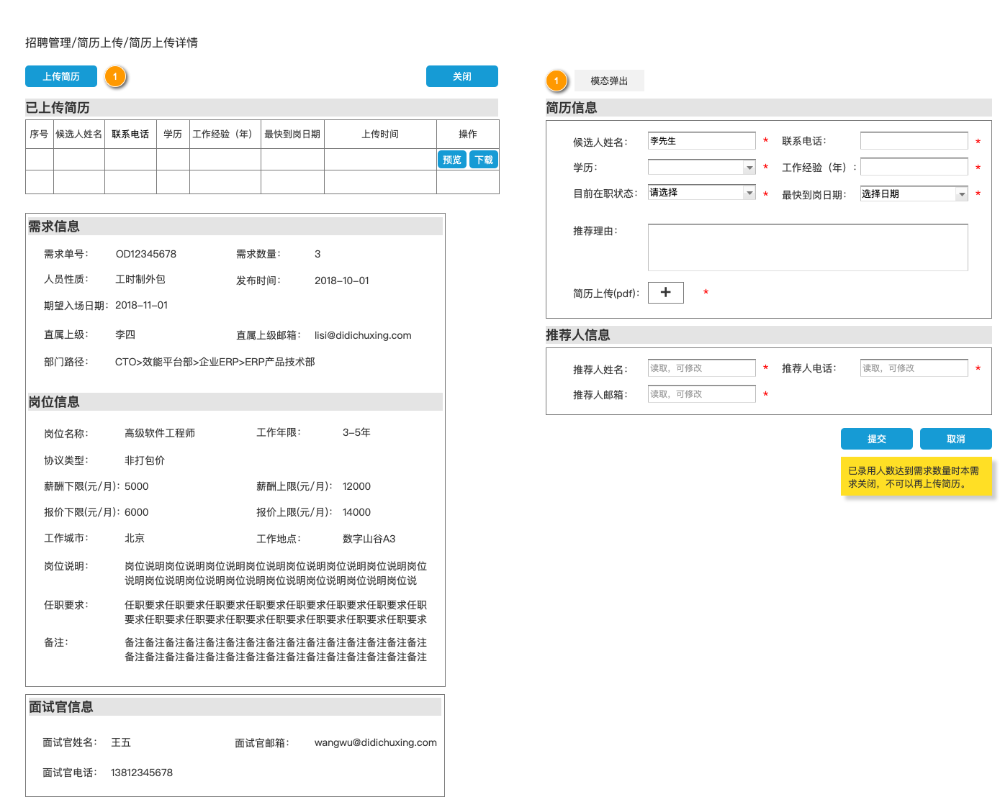 招聘管理/简历上传/简历上传详情
上传简历
1
关闭
已上传简历
序号 候选人姓名 联系电话 学历 工作经验（年） 最快到岗日期 上传时间 操作
预览 下载
需求信息
需求单号： OD12345678 需求数量： 3
人员性质： 工时制外包 发布时间： 2018-10-01
期望入场日期： 2018-11-01
直属上级： 李四 直属上级邮箱： lisi@didichuxing.com
部门路径： CTO>效能平台部>企业ERP>ERP产品技术部
岗位信息
岗位名称： 高级软件工程师 工作年限： 3-5年
协议类型： 非打包价
薪酬下限(元/月)： 5000 薪酬上限(元/月)： 12000
报价下限(元/月)： 6000 报价上限(元/月)： 14000
工作城市： 北京 工作地点： 数字山谷A3
岗位说明： 岗位说明岗位说明岗位说明岗位说明岗位说明岗位说明岗位说明岗位
说明岗位说明岗位说明岗位说明岗位说明岗位说明岗位说明岗位说
任职要求： 任职要求任职要求任职要求任职要求任职要求任职要求任职要求任职
要求任职要求任职要求任职要求任职要求任职要求任职要求任职要求
备注： 备注备注备注备注备注备注备注备注备注备注备注备注备注备注备注
备注备注备注备注备注备注备注备注备注备注备注备注备注备注备注
面试官信息
面试官姓名： 王五 面试官邮箱： wangwu@didichuxing.com
面试官电话： 13812345678
1
模态弹出
简历信息
候选人姓名： 李先生 * 联系电话： *
学历： * 工作经验（年）： *
目前在职状态： 请选择 * 最快到岗日期： 选择日期 *
推荐理由：
简历上传(pdf)： + *
推荐人信息
推荐人姓名： 读取，可修改 * 推荐人电话： 读取，可修改 *
推荐人邮箱： 读取，可修改 *
提交 取消
已录用人数达到需求数量时本需
求关闭，不可以再上传简历。